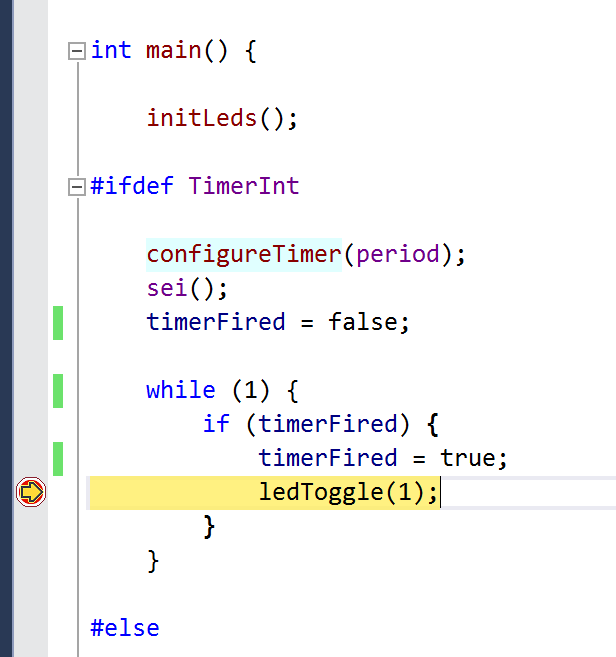 int main() {
initLeds();
#ifdef TimerInt
configureTimer(period);
sei();
timerFired = false;
while (1) {
if (timerFired) {
timerFired = true;
ledToggle(1);
}
}
#else